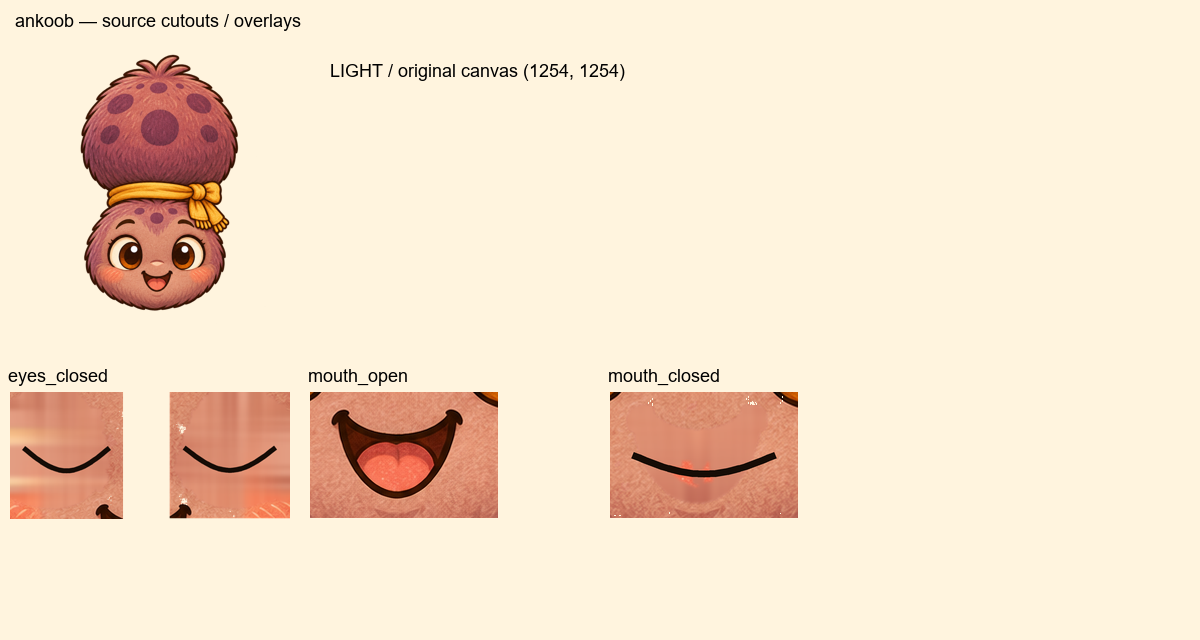 ankoob — source cutouts / overlays
LIGHT / original canvas (1254, 1254)
eyes_closed
mouth_open
mouth_closed